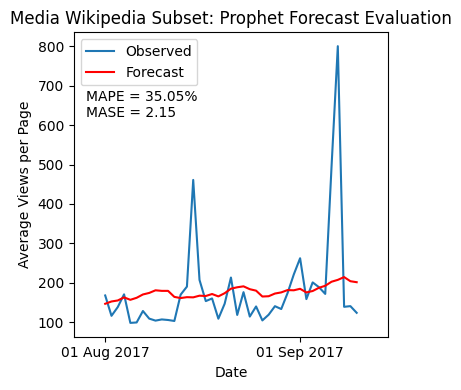 Media Wikipedia Subset: Prophet Forecast Evaluation
Observed
Forecast
MAPE = 35.05%
MASE = 2.15
800
700
600
500
400
300
200
100
Average Views per Page
01 Aug 2017
01 Sep 2017
Date